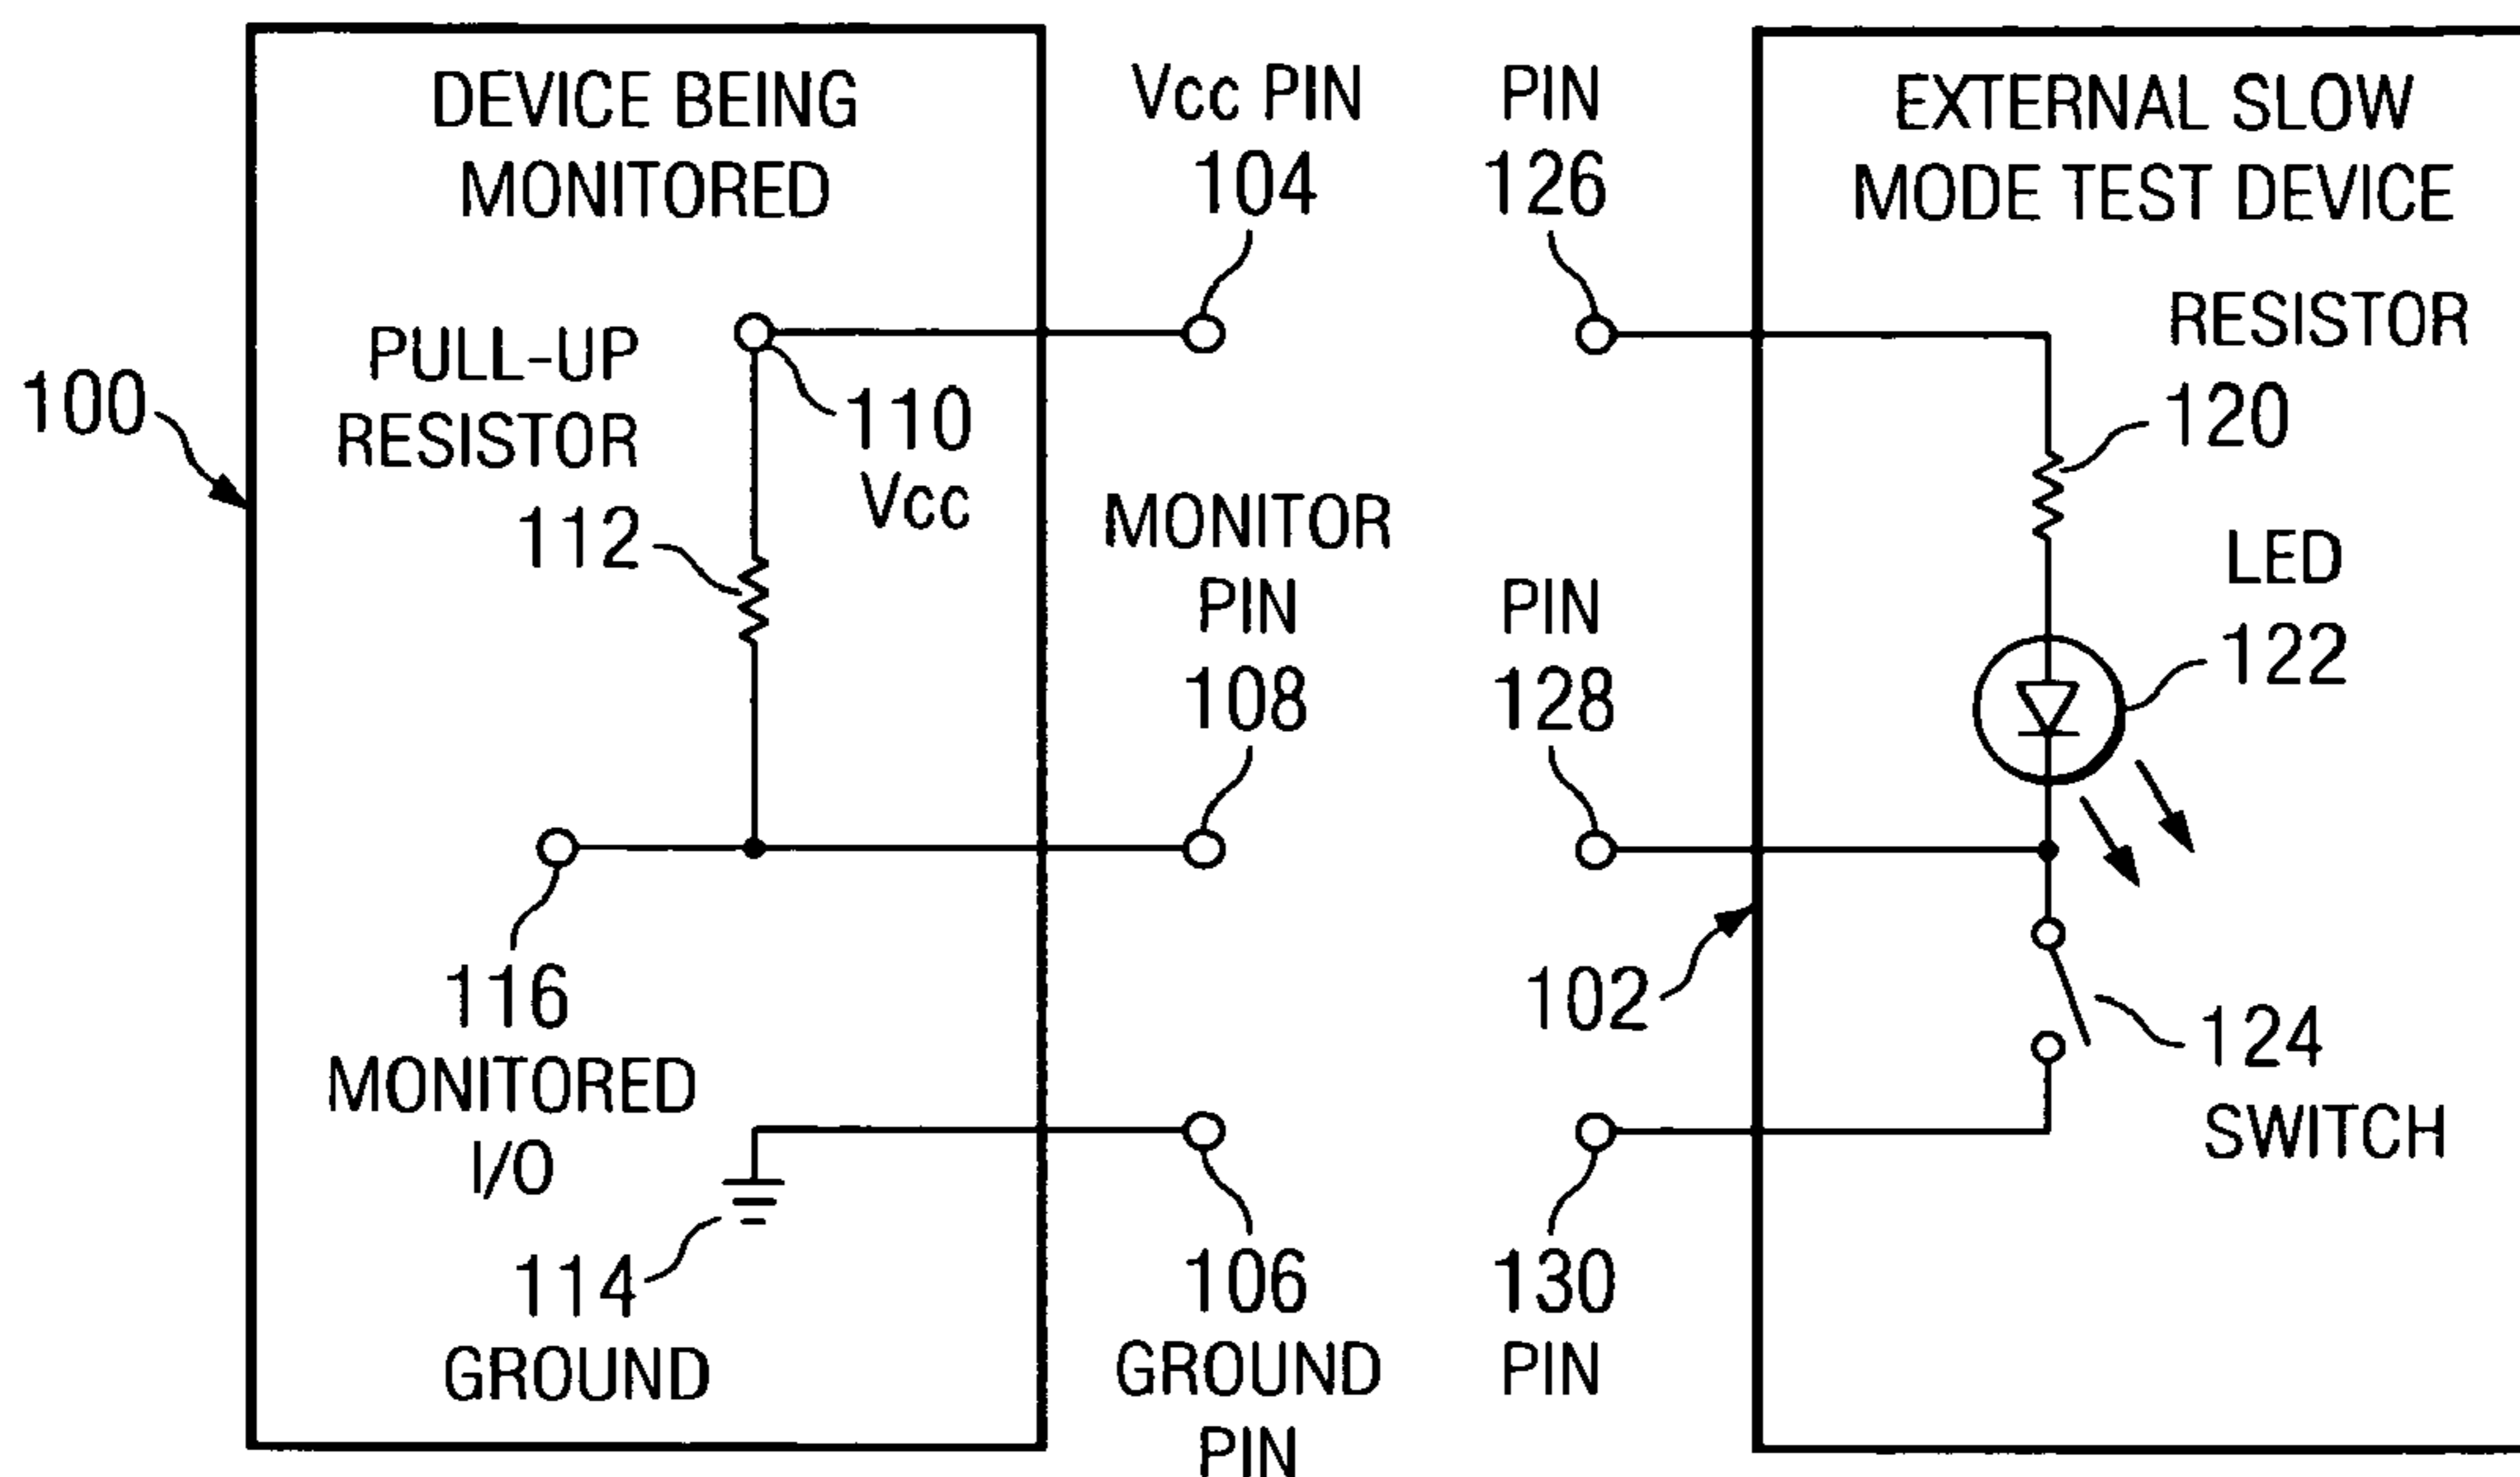 DEVICE BEING
MONITORED
Vcc PIN
104
PIN
126
EXTERNAL SLOW
MODE TEST DEVICE
100
PULL-UP
RESISTOR
112
110
Vcc
MONITOR
PIN
108
PIN
128
RESISTOR
120
LED
122
116
MONITORED
I/O
102
124
SWITCH
114
GROUND
106
GROUND
PIN
130
PIN